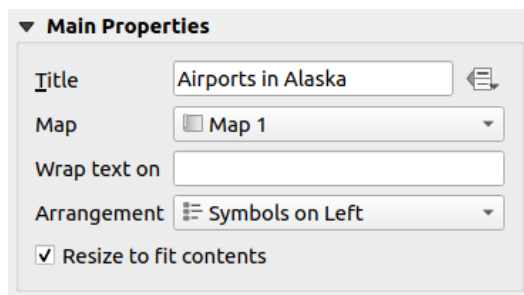 Main Properties
Title Airports in Alaska
Map Map 1
Wrap text on
Arrangement Symbols on Left
Resize to fit contents